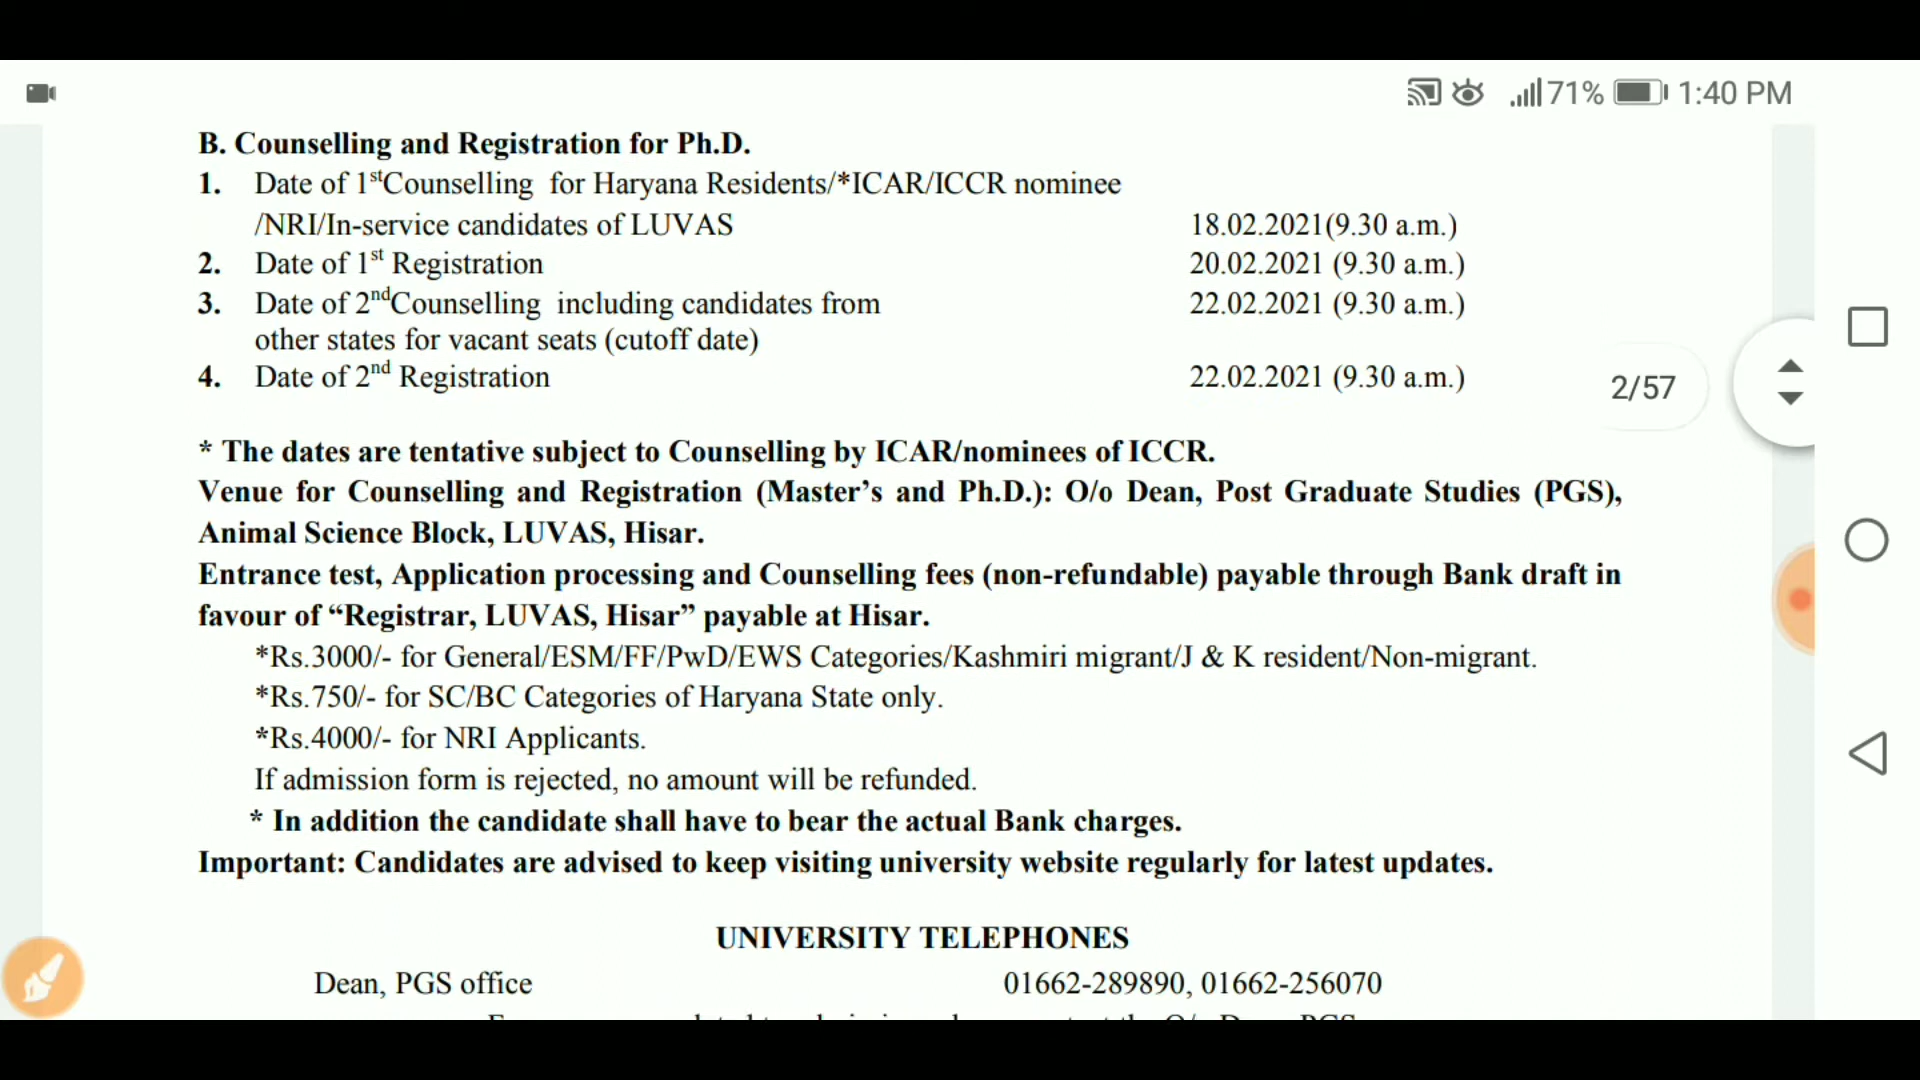 71% 1:40 PM
B. Counselling and Registration for Ph.D.
1. Date of 1stCounselling for Haryana Residents/*ICAR/ICCR nominee
/NRI/In-service candidates of LUVAS 18.02.2021(9.30 a.m.)
2. Date of 1st Registration 20.02.2021 (9.30 a.m.)
3. Date of 2ndCounselling including candidates from 22.02.2021 (9.30 a.m.)
other states for vacant seats (cutoff date)
4. Date of 2nd Registration 22.02.2021 (9.30 a.m.)
2/57
* The dates are tentative subject to Counselling by ICAR/nominees of ICCR.
Venue for Counselling and Registration (Master's and Ph.D.): O/o Dean, Post Graduate Studies (PGS),
Animal Science Block, LUVAS, Hisar.
Entrance test, Application processing and Counselling fees (non-refundable) payable through Bank draft in
favour of “Registrar, LUVAS, Hisar” payable at Hisar.
*Rs.3000/- for General/ESM/FF/PwD/EWS Categories/Kashmiri migrant/J & K resident/Non-migrant.
*Rs.750/- for SC/BC Categories of Haryana State only.
*Rs.4000/- for NRI Applicants.
If admission form is rejected, no amount will be refunded.
* In addition the candidate shall have to bear the actual Bank charges.
Important: Candidates are advised to keep visiting university website regularly for latest updates.
UNIVERSITY TELEPHONES
Dean, PGS office 01662-289890, 01662-256070